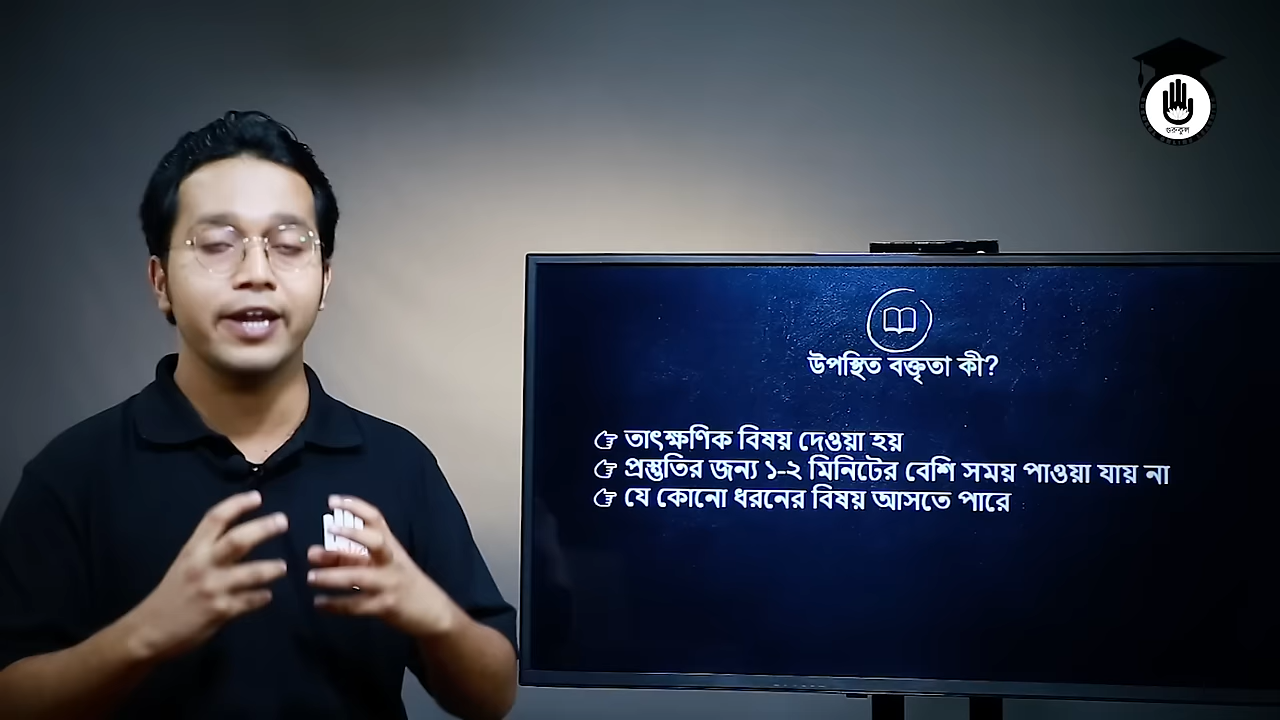 গুরুকুল
উপস্থিত বক্তৃতা কী?
তাৎক্ষণিক বিষয় দেওয়া হয়
প্রস্তুতির জন্য ১-২ মিনিটের বেশি সময় পাওয়া যায় না
যে কোনো ধরনের বিষয় আসতে পারে